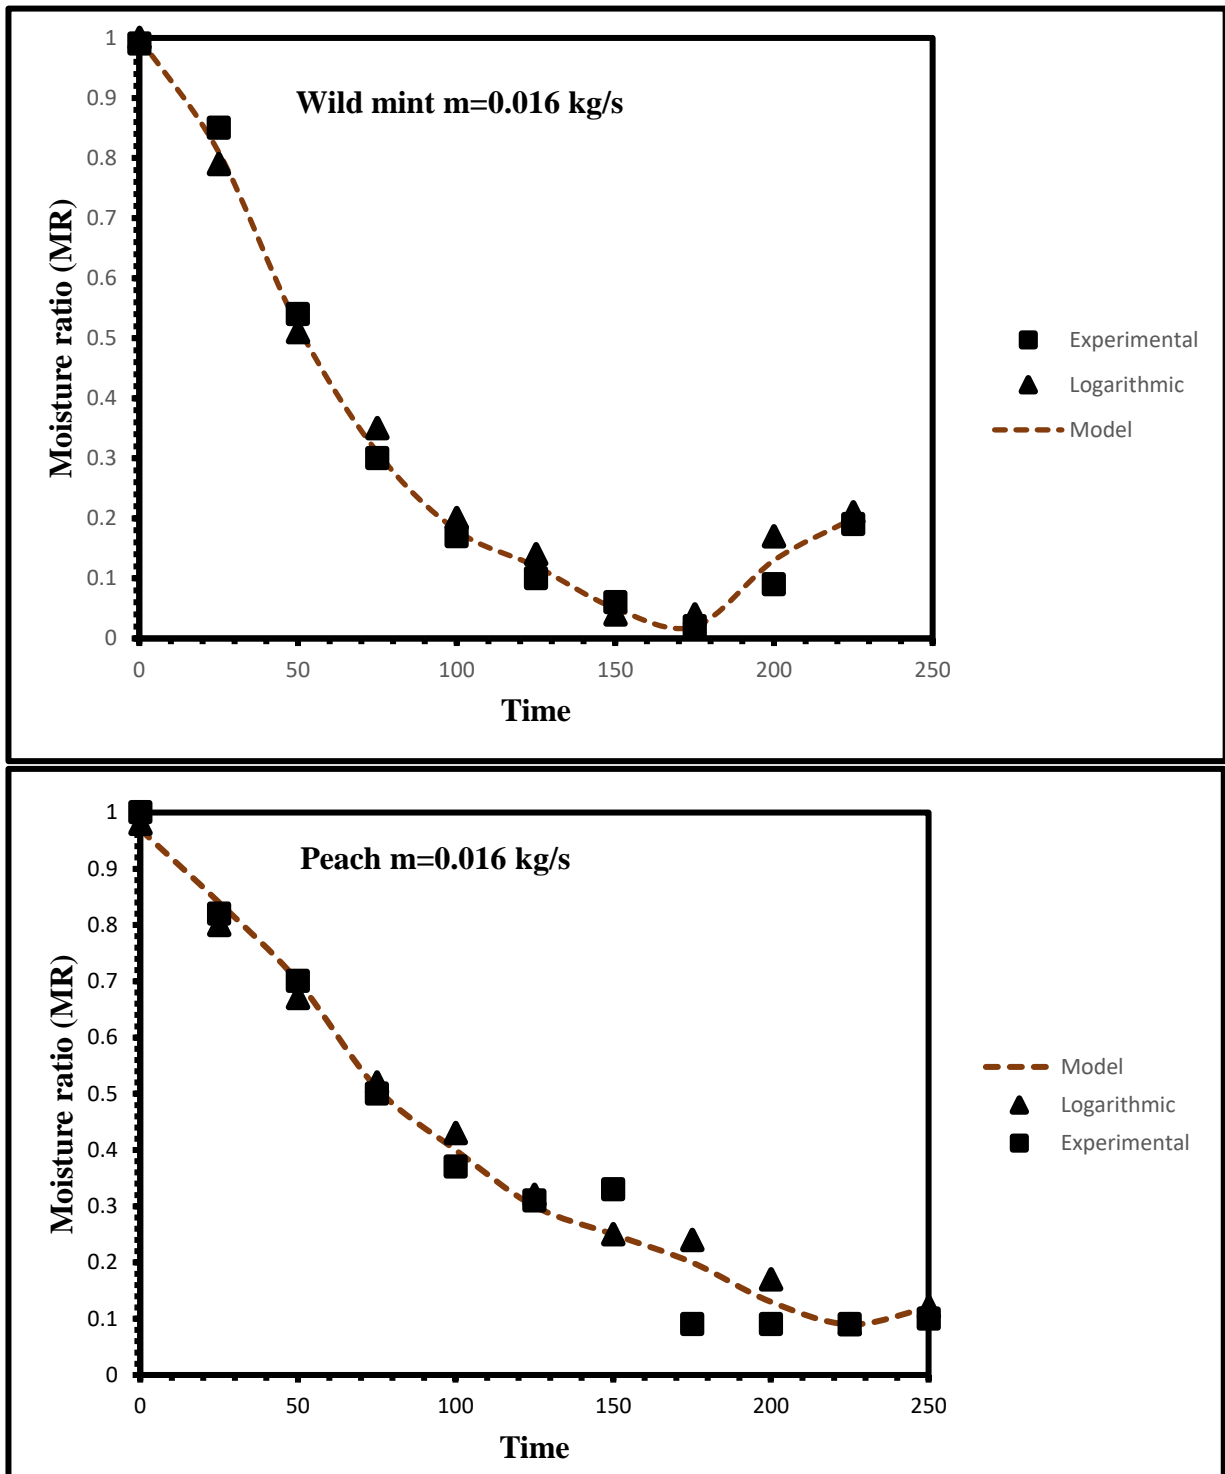 Wild mint m=0.016 kg/s
Moisture ratio (MR)
1
0.9
0.8
0.7
0.6
0.5
0.4
0.3
0.2
0.1
0
0 50 100 150 200 250
Time
Experimental
Logarithmic
Model
Peach m=0.016 kg/s
Moisture ratio (MR)
1
0.9
0.8
0.7
0.6
0.5
0.4
0.3
0.2
0.1
0
0 50 100 150 200 250
Time
Model
Logarithmic
Experimental